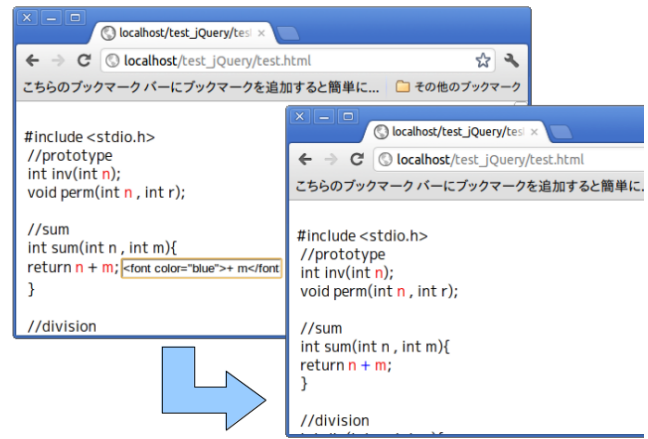 localhost/test_jQuery/tes
localhost/test_jQuery/test.html
こちらのブックマーク バーにブックマークを追加すると簡単に... その他のブックマーク
#include <stdio.h>
//prototype
int inv(int n);
void perm(int n , int r);
//sum
int sum(int n , int m){
return n + m; <font color="blue">+ m</font
}
//division
localhost/test_jQuery/tes
localhost/test_jQuery/test.html
こちらのブックマーク バーにブックマークを追加すると簡単に.
#include <stdio.h>
//prototype
int inv(int n);
void perm(int n , int r);
//sum
int sum(int n , int m){
return n + m;
}
//division